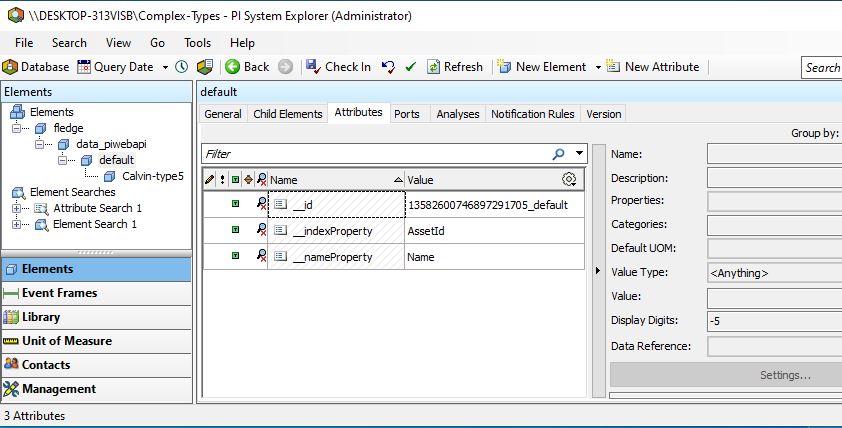 \\DESKTOP-313VISB\Complex-Types - PI System Explorer (Administrator)
File Search View Go Tools Help
Database Query Date Back Check In Refresh New Element New Attribute Search
Elements
Elements
fledge
data_piwebapi
default
Calvin-type5
Element Searches
Attribute Search 1
Element Search 1
Elements
Event Frames
Library
Unit of Measure
Contacts
Management
default
General Child Elements Attributes Ports Analyses Notification Rules Version
Group by:
Filter
Name Value
__id 13582600746897291705_default
__indexProperty AssetId
__nameProperty Name
Name:
Description:
Properties:
Categories:
Default UOM:
Value Type: <Anything>
Value:
Display Digits: -5
Data Reference:
Settings...
3 Attributes